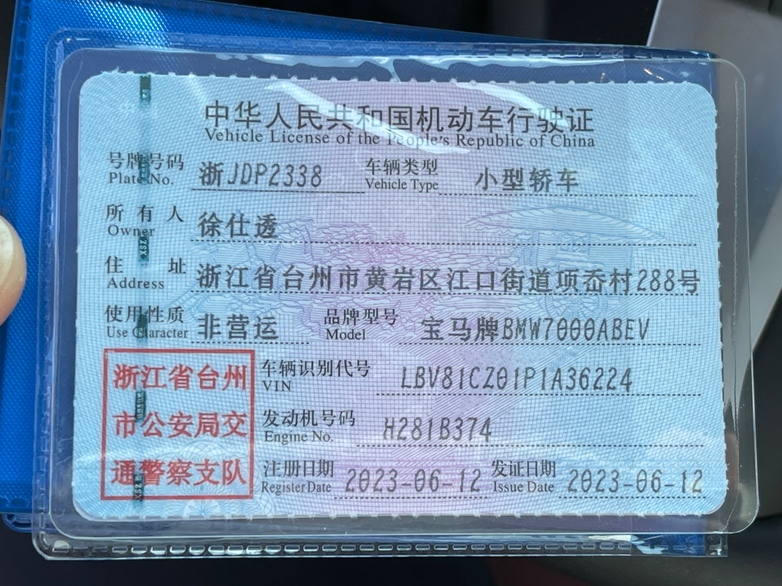 中华人民共和国机动车行驶证
Vehicle License of the People's Republic of China
号牌号码 浙JDP2338 车辆类型 小型轿车
Plate No. Vehicle Type
所有人 徐仕透
Owner
住址 浙江省台州市黄岩区江口街道项岙村288号
Address
使用性质 非营运 品牌型号 宝马牌BMW7000ABEV
Use Character Model
浙江省台州 车辆识别代号 LBV81CZ01P1A36224
VIN
市公安局交 发动机号码 H281B374
Engine No.
通警察支队 注册日期 2023-06-12 发证日期 2023-06-12
Register Date Issue Date